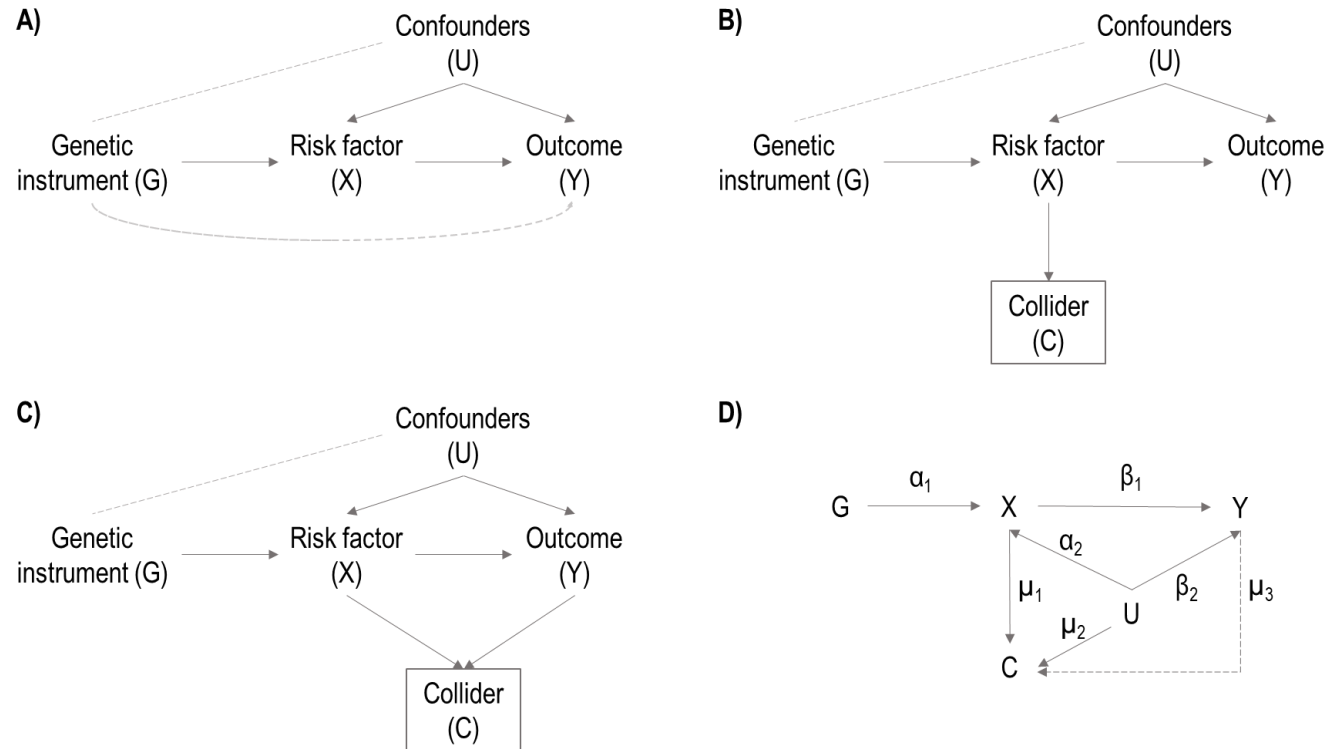 A)
Confounders
(U)
Genetic
instrument (G)
Risk factor
(X)
Outcome
(Y)
B)
Confounders
(U)
Genetic
instrument (G)
Risk factor
(X)
Outcome
(Y)
Collider
(C)
C)
Confounders
(U)
Genetic
instrument (G)
Risk factor
(X)
Outcome
(Y)
Collider
(C)
D)
G
α₁
X
β₁
Y
α₂
μ₁
U
β₂
μ₃
μ₂
C